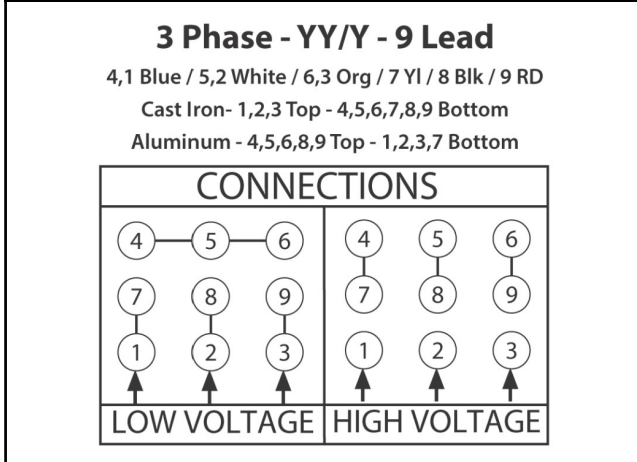 3 Phase - YY/Y - 9 Lead
4,1 Blue / 5,2 White / 6,3 Org / 7 Yl / 8 Blk / 9 RD
Cast Iron- 1,2,3 Top - 4,5,6,7,8,9 Bottom
Aluminum - 4,5,6,8,9 Top - 1,2,3,7 Bottom
CONNECTIONS
4 5 6
7 8 9
1 2 3
LOW VOLTAGE
4 5 6
7 8 9
1 2 3
HIGH VOLTAGE